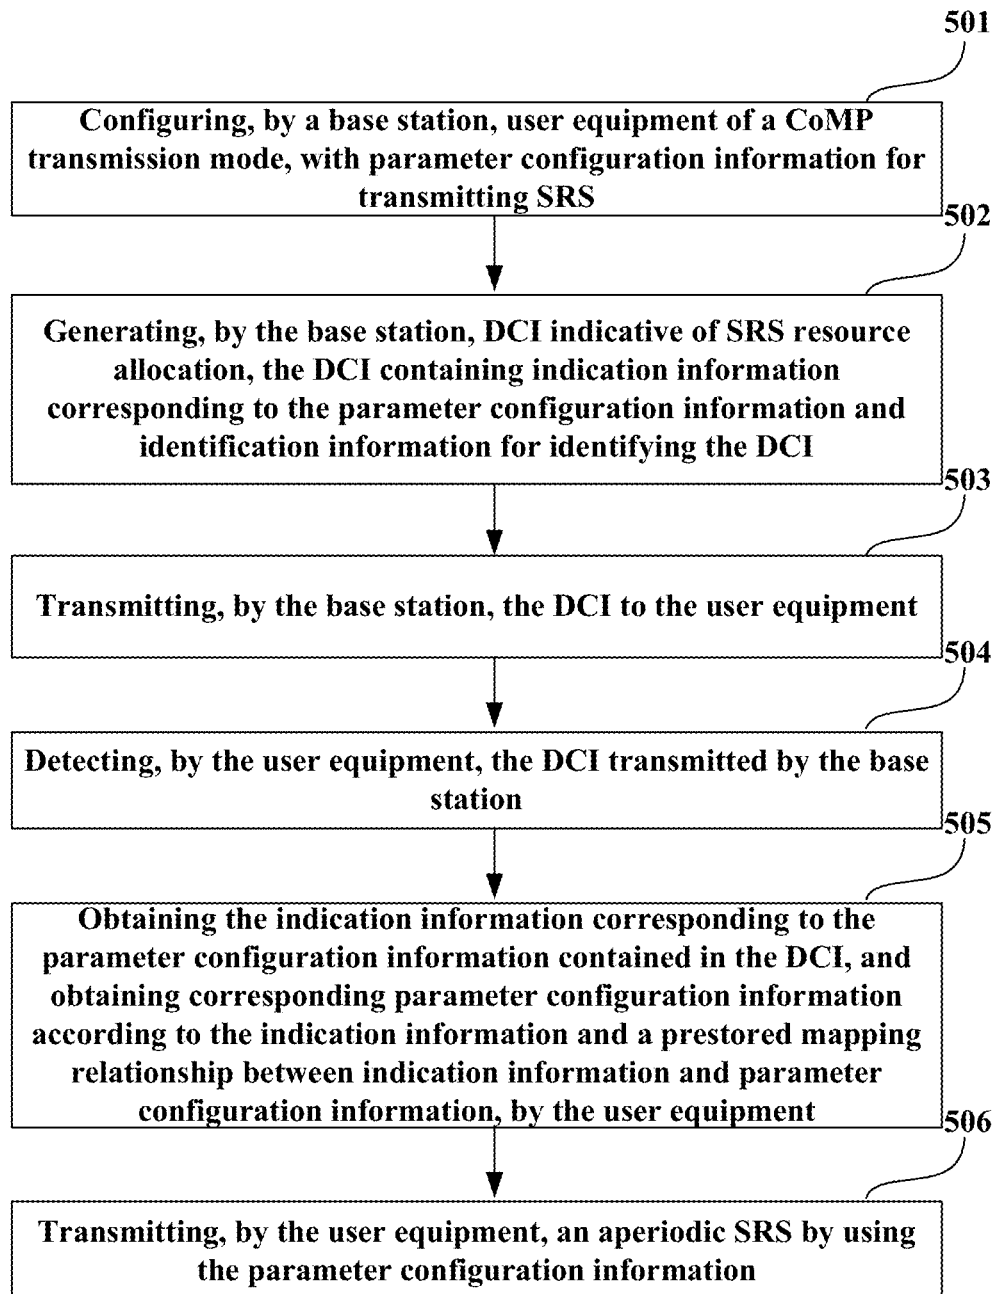 501
Configuring, by a base station, user equipment of a CoMP
transmission mode, with parameter configuration information for
transmitting SRS
502
Generating, by the base station, DCI indicative of SRS resource
allocation, the DCI containing indication information
corresponding to the parameter configuration information and
identification information for identifying the DCI
503
Transmitting, by the base station, the DCI to the user equipment
504
Detecting, by the user equipment, the DCI transmitted by the base
station
505
Obtaining the indication information corresponding to the
parameter configuration information contained in the DCI, and
obtaining corresponding parameter configuration information
according to the indication information and a prestored mapping
relationship between indication information and parameter
configuration information, by the user equipment
506
Transmitting, by the user equipment, an aperiodic SRS by using
the parameter configuration information